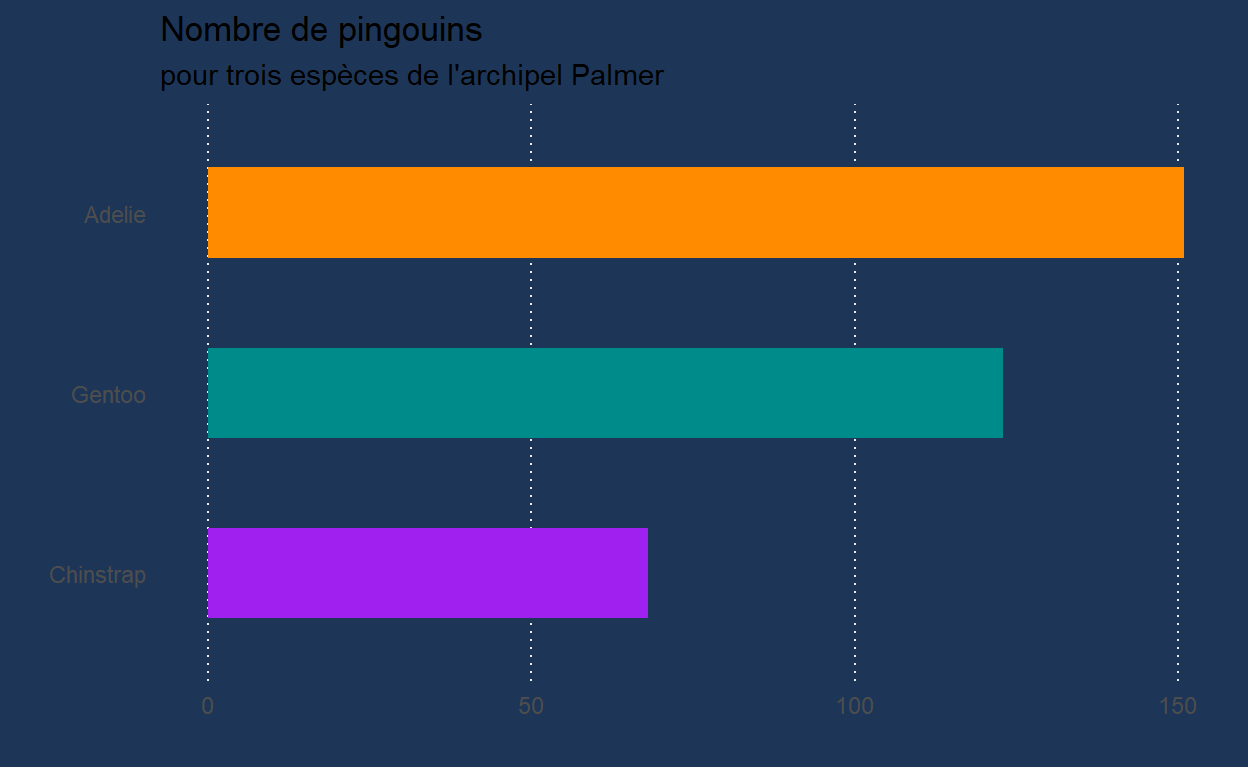 Nombre de pingouins
pour trois espèces de l'archipel Palmer
Adelie
Gentoo
Chinstrap
0 50 100 150